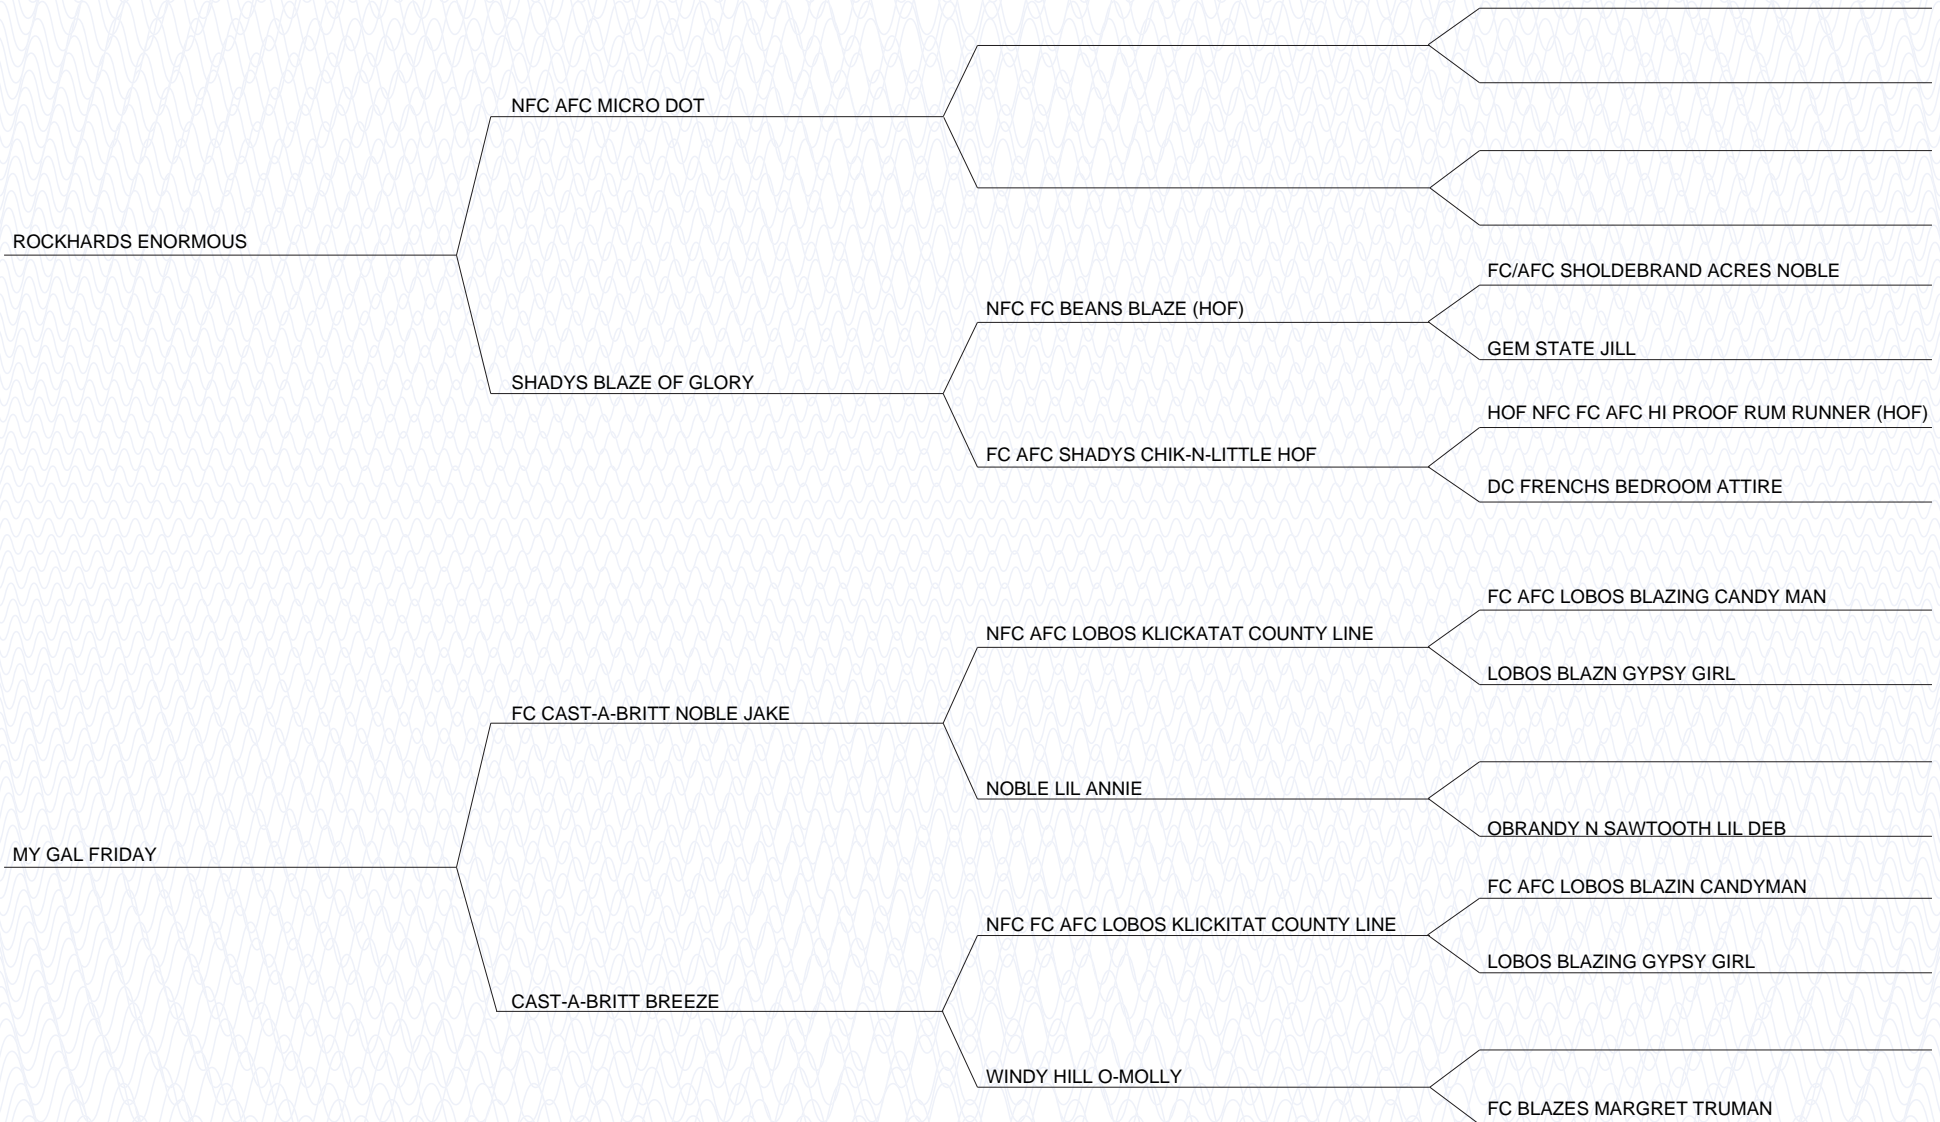 NFC AFC MICRO DOT
ROCKHARDS ENORMOUS
FC/AFC SHOLDEBRAND ACRES NOBLE
NFC FC BEANS BLAZE (HOF)
GEM STATE JILL
SHADYS BLAZE OF GLORY
HOF NFC FC AFC HI PROOF RUM RUNNER (HOF)
FC AFC SHADYS CHIK-N-LITTLE HOF
DC FRENCHS BEDROOM ATTIRE
FC AFC LOBOS BLAZING CANDY MAN
NFC AFC LOBOS KLICKATAT COUNTY LINE
LOBOS BLAZN GYPSY GIRL
FC CAST-A-BRITT NOBLE JAKE
NOBLE LIL ANNIE
OBRANDY N SAWTOOTH LIL DEB
MY GAL FRIDAY
FC AFC LOBOS BLAZIN CANDYMAN
NFC FC AFC LOBOS KLICKITAT COUNTY LINE
LOBOS BLAZING GYPSY GIRL
CAST-A-BRITT BREEZE
WINDY HILL O-MOLLY
FC BLAZES MARGRET TRUMAN